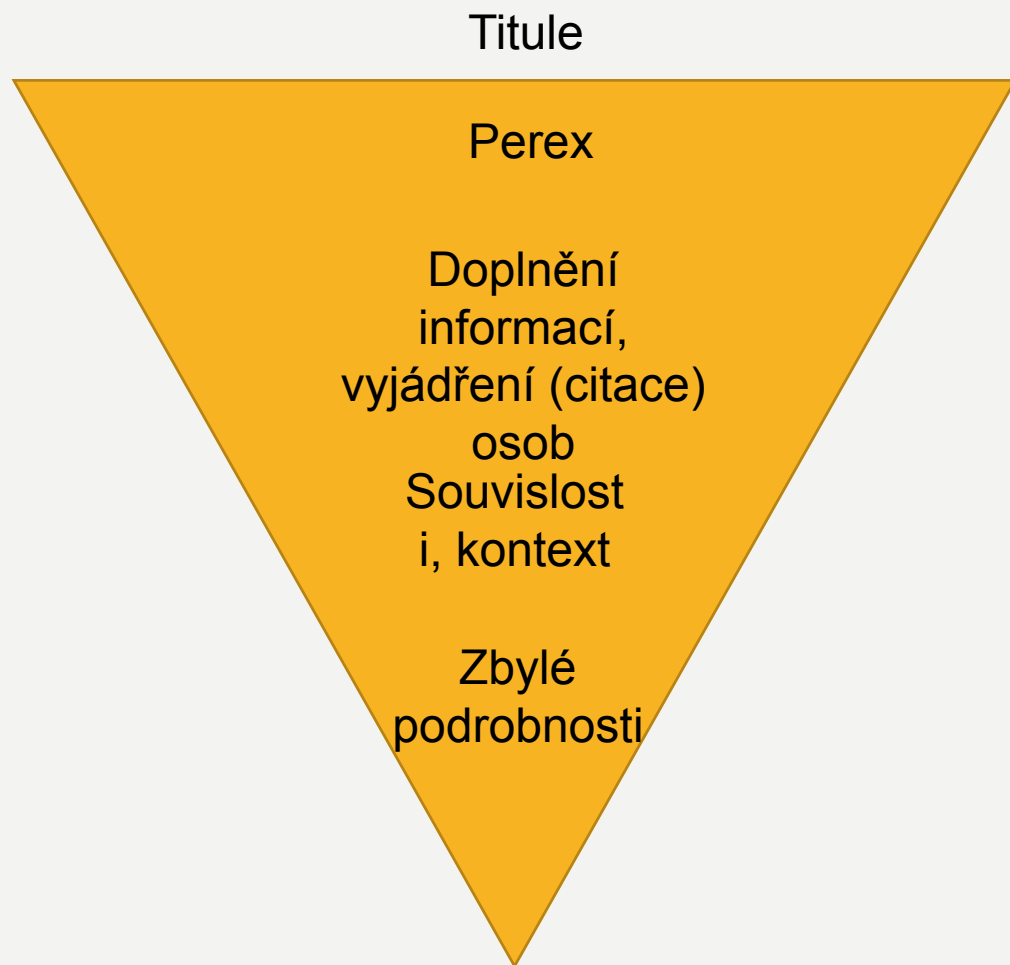 Titule
Perex
Doplnění
informací,
vyjádření (citace)
osob
Souvislost
i, kontext
Zbylé
podrobnosti